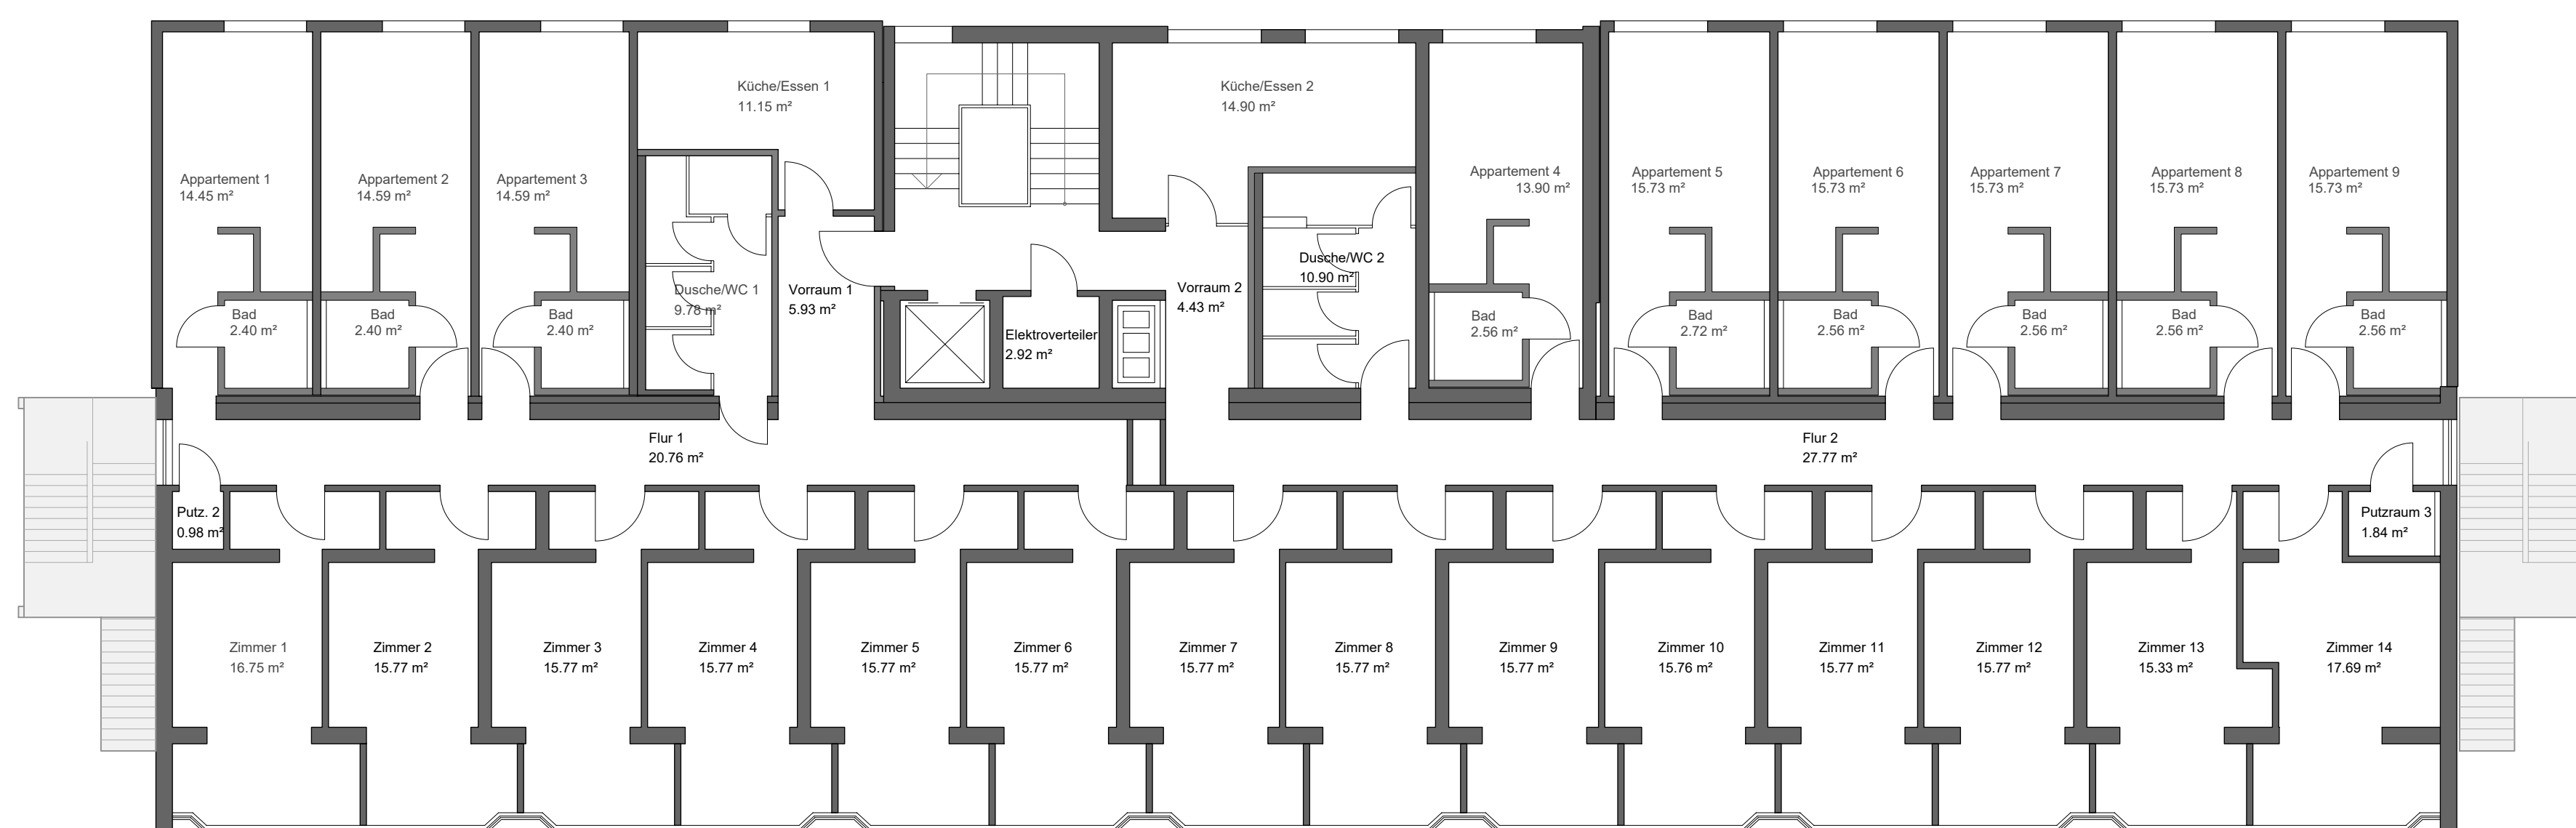 Küche/Essen 1
11.15 m²
Küche/Essen 2
14.90 m²
Appartement 1
14.45 m²
Appartement 2
14.59 m²
Appartement 3
14.59 m²
Appartement 4
13.90 m²
Appartement 5
15.73 m²
Appartement 6
15.73 m²
Appartement 7
15.73 m²
Appartement 8
15.73 m²
Appartement 9
15.73 m²
Dusche/WC 1
9.78 m²
Vorraum 1
5.93 m²
Elektroverteiler
2.92 m²
Vorraum 2
4.43 m²
Dusche/WC 2
10.90 m²
Bad
2.40 m²
Bad
2.40 m²
Bad
2.40 m²
Bad
2.56 m²
Bad
2.72 m²
Bad
2.56 m²
Bad
2.56 m²
Bad
2.56 m²
Bad
2.56 m²
Flur 1
20.76 m²
Flur 2
27.77 m²
Putz. 2
0.98 m²
Putzraum 3
1.84 m²
Zimmer 1
16.75 m²
Zimmer 2
15.77 m²
Zimmer 3
15.77 m²
Zimmer 4
15.77 m²
Zimmer 5
15.77 m²
Zimmer 6
15.77 m²
Zimmer 7
15.77 m²
Zimmer 8
15.77 m²
Zimmer 9
15.77 m²
Zimmer 10
15.76 m²
Zimmer 11
15.77 m²
Zimmer 12
15.77 m²
Zimmer 13
15.33 m²
Zimmer 14
17.69 m²